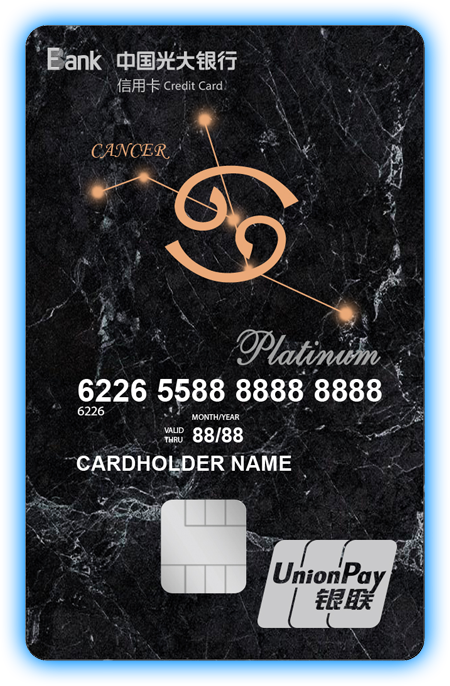 Bank 中国光大银行
信用卡 Credit Card
CANCER
Platinum
6226 5588 8888 8888
6226
MONTH/YEAR
VALID THRU 88/88
CARDHOLDER NAME
UnionPay
银联